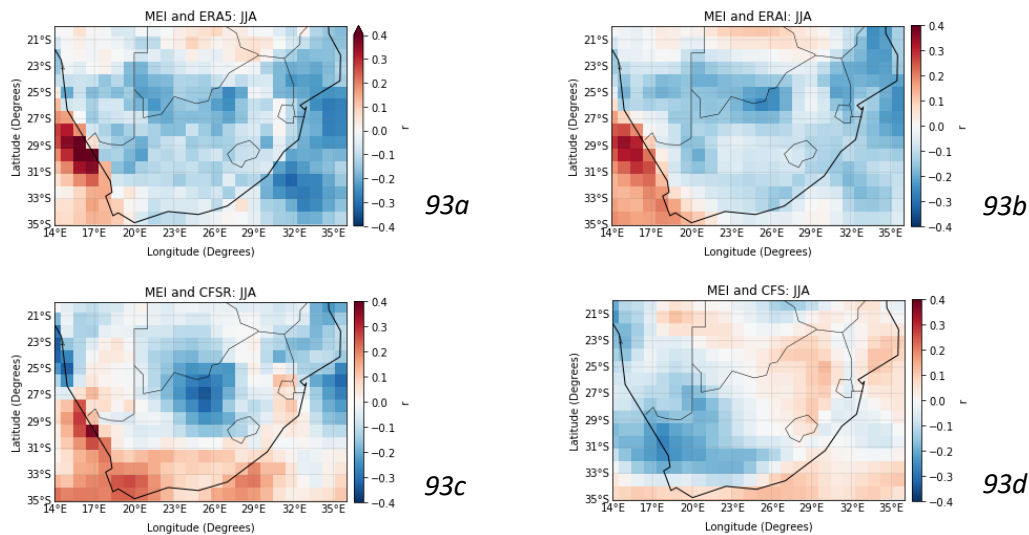 MEI and ERA5: JJA
21°S
23°S
25°S
27°S
29°S
31°S
33°S
35°S
14°E 17°E 20°E 23°E 26°E 29°E 32°E 35°E
Latitude (Degrees)
Longitude (Degrees)
0.4
0.3
0.2
0.1
0.0
−0.1
−0.2
−0.3
−0.4
r
93a
MEI and ERAI: JJA
21°S
23°S
25°S
27°S
29°S
31°S
33°S
35°S
14°E 17°E 20°E 23°E 26°E 29°E 32°E 35°E
Latitude (Degrees)
Longitude (Degrees)
0.4
0.3
0.2
0.1
0.0
−0.1
−0.2
−0.3
−0.4
r
93b
MEI and CFSR: JJA
21°S
23°S
25°S
27°S
29°S
31°S
33°S
35°S
14°E 17°E 20°E 23°E 26°E 29°E 32°E 35°E
Latitude (Degrees)
Longitude (Degrees)
0.4
0.3
0.2
0.1
0.0
−0.1
−0.2
−0.3
−0.4
r
93c
MEI and CFS: JJA
21°S
23°S
25°S
27°S
29°S
31°S
33°S
35°S
14°E 17°E 20°E 23°E 26°E 29°E 32°E 35°E
Latitude (Degrees)
Longitude (Degrees)
0.4
0.3
0.2
0.1
0.0
−0.1
−0.2
−0.3
−0.4
r
93d